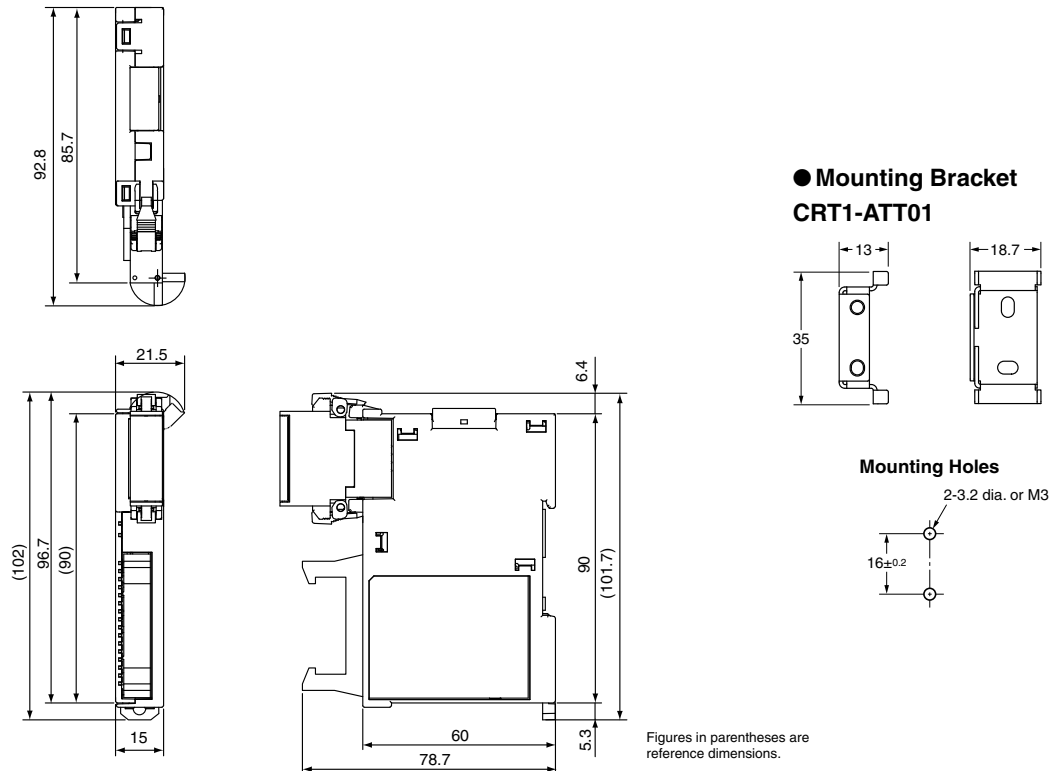 92.8
85.7
● Mounting Bracket
CRT1-ATT01
13
18.7
35
21.5
6.4
(102)
96.7
(90)
90
(101.7)
5.3
15
60
78.7
Mounting Holes
2-3.2 dia. or M3
16±0.2
Figures in parentheses are
reference dimensions.